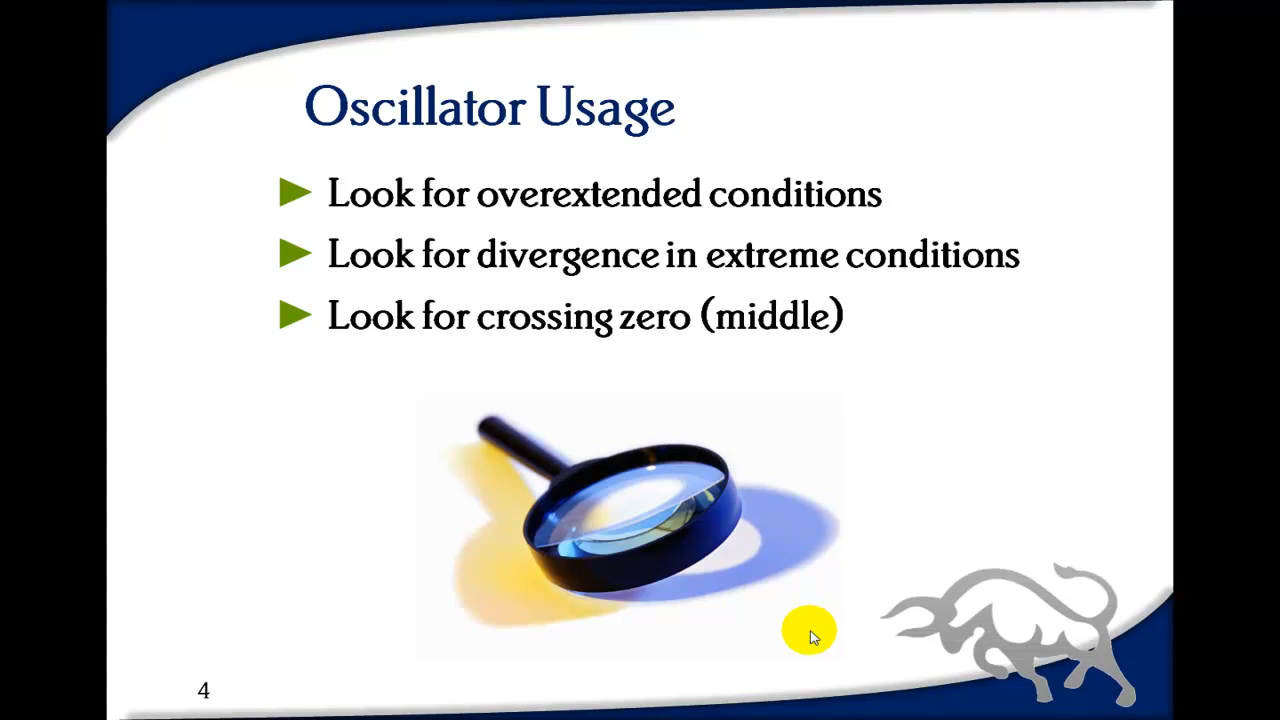 Oscillator Usage
Look for overextended conditions
Look for divergence in extreme conditions
Look for crossing zero (middle)
4